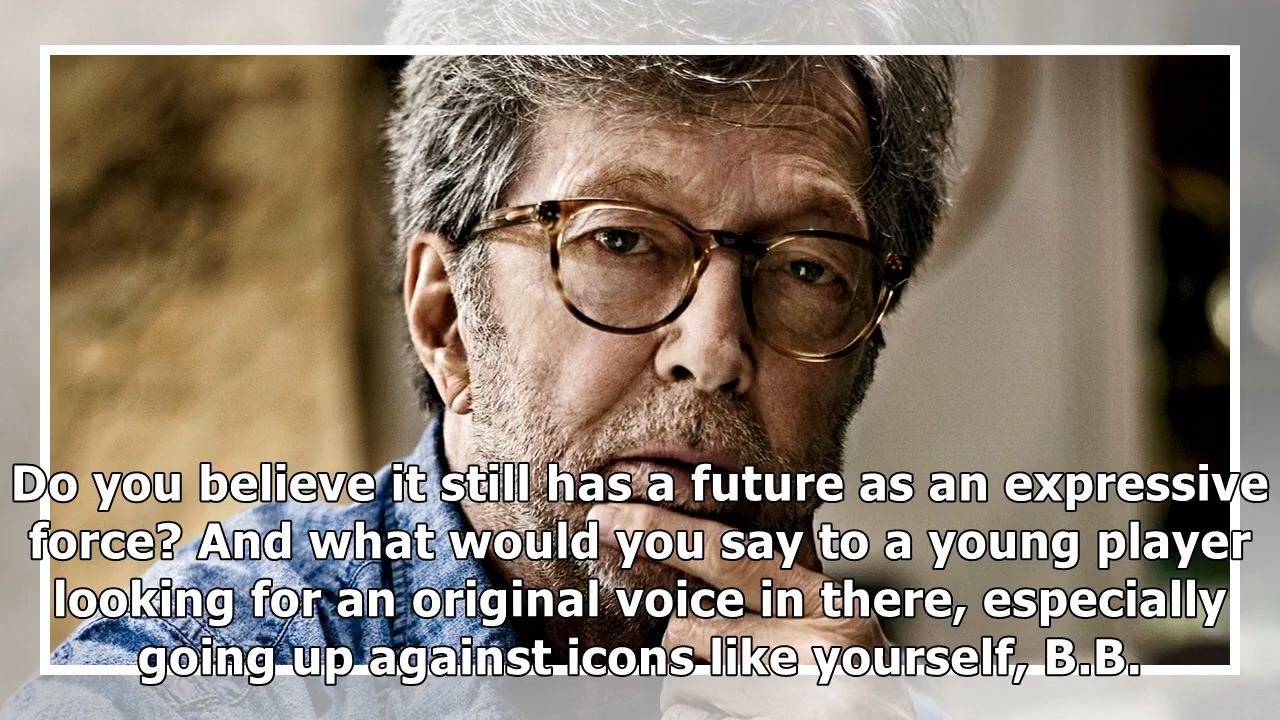 Do you believe it still has a future as an expressive
force? And what would you say to a young player
looking for an original voice in there, especially
going up against icons like yourself, B.B.